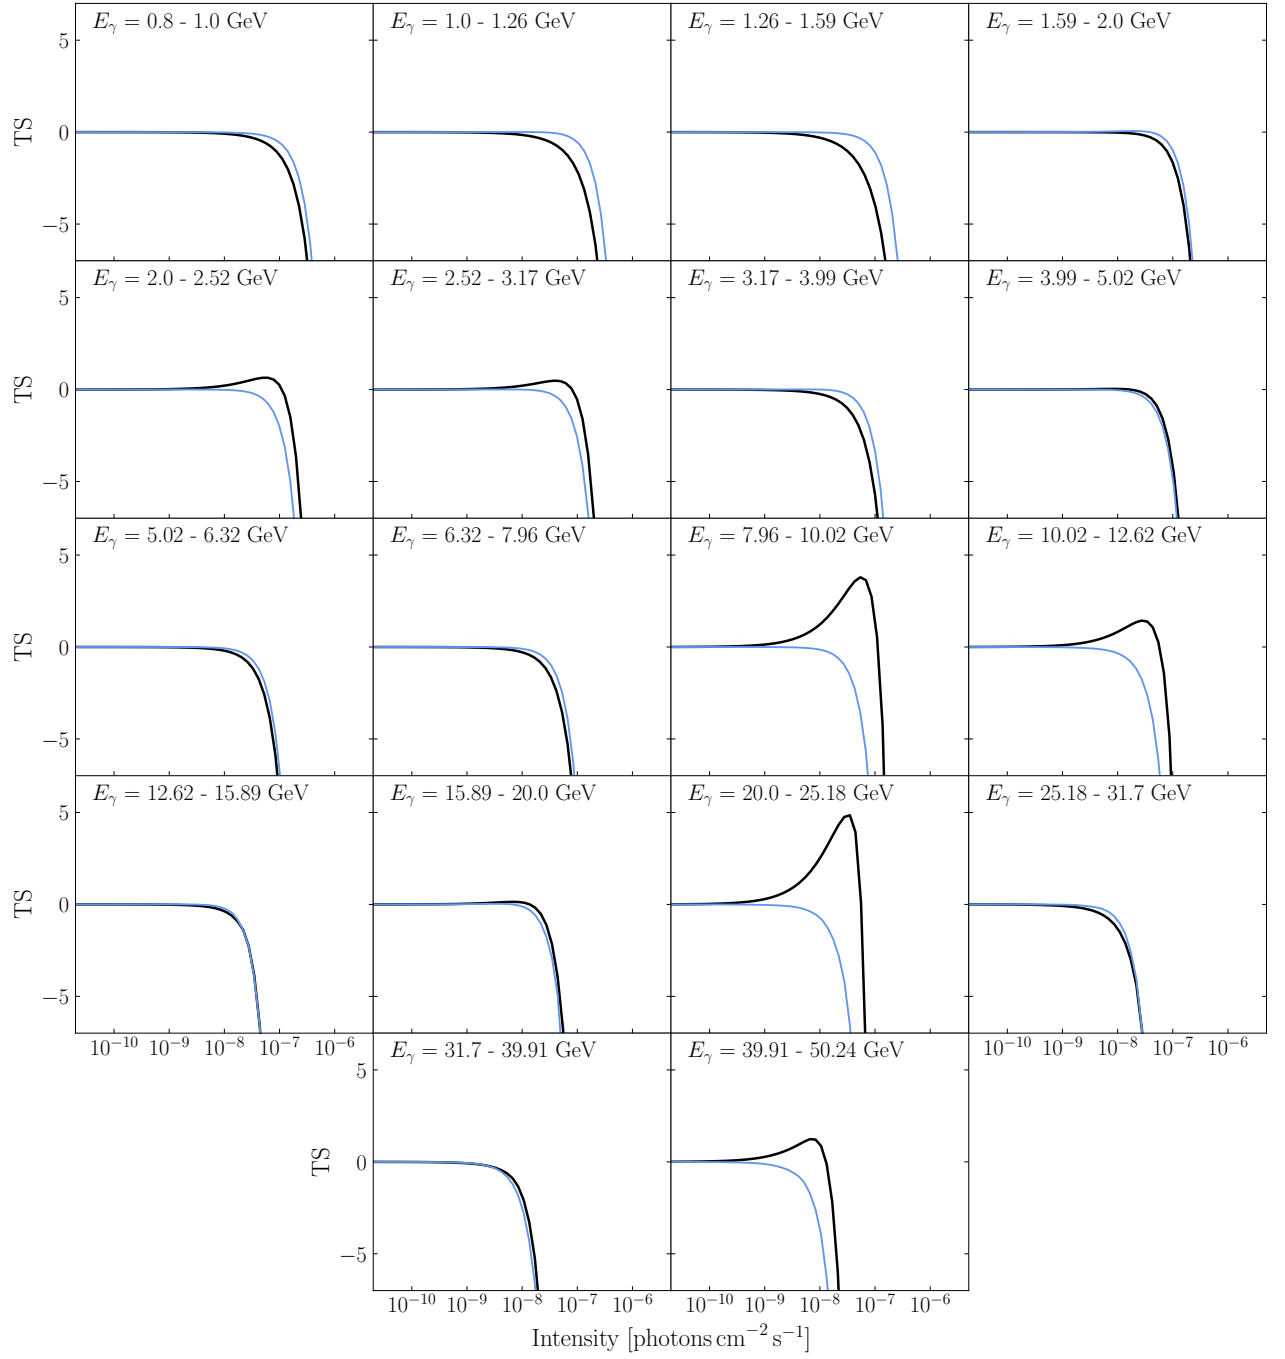 E_γ = 0.8 - 1.0 GeV
E_γ = 1.0 - 1.26 GeV
E_γ = 1.26 - 1.59 GeV
E_γ = 1.59 - 2.0 GeV
5
0
−5
TS
E_γ = 2.0 - 2.52 GeV
E_γ = 2.52 - 3.17 GeV
E_γ = 3.17 - 3.99 GeV
E_γ = 3.99 - 5.02 GeV
5
0
−5
TS
E_γ = 5.02 - 6.32 GeV
E_γ = 6.32 - 7.96 GeV
E_γ = 7.96 - 10.02 GeV
E_γ = 10.02 - 12.62 GeV
5
0
−5
TS
E_γ = 12.62 - 15.89 GeV
E_γ = 15.89 - 20.0 GeV
E_γ = 20.0 - 25.18 GeV
E_γ = 25.18 - 31.7 GeV
5
0
−5
TS
10⁻¹⁰ 10⁻⁹ 10⁻⁸ 10⁻⁷ 10⁻⁶
10⁻¹⁰ 10⁻⁹ 10⁻⁸ 10⁻⁷ 10⁻⁶
E_γ = 31.7 - 39.91 GeV
E_γ = 39.91 - 50.24 GeV
5
0
−5
TS
10⁻¹⁰ 10⁻⁹ 10⁻⁸ 10⁻⁷ 10⁻⁶
10⁻¹⁰ 10⁻⁹ 10⁻⁸ 10⁻⁷ 10⁻⁶
Intensity [photons cm⁻² s⁻¹]